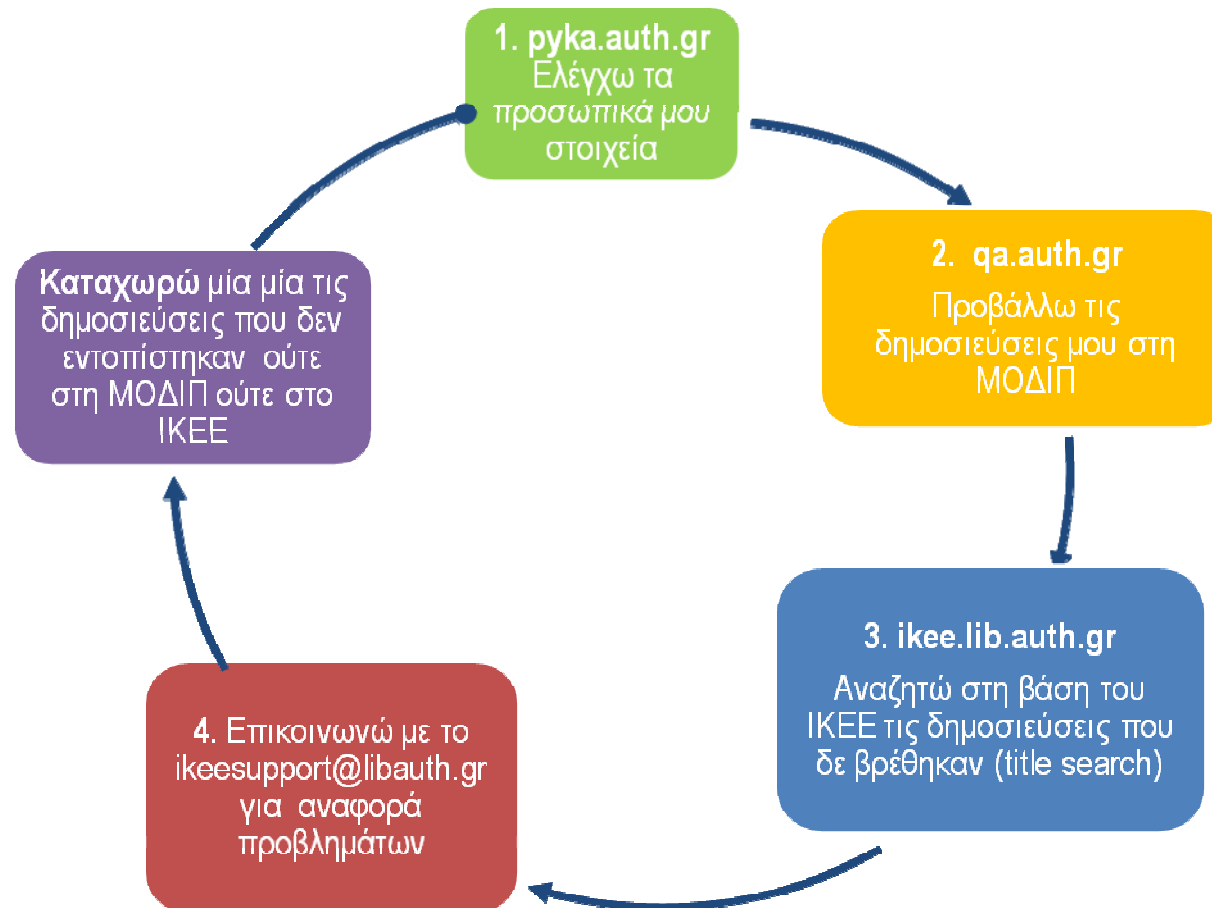 1. pyka.auth.gr
Ελέγχω τα
προσωπικά μου
στοιχεία
2. qa.auth.gr
Προβάλλω τις
δημοσιεύσεις μου στη
ΜΟΔΙΠ
3. ikee.lib.auth.gr
Αναζητώ στη βάση του
ΙΚΕΕ τις δημοσιεύσεις που
δε βρέθηκαν (title search)
4. Επικοινωνώ με το
ikeesupport@libauth.gr
για αναφορά
προβλημάτων
Καταχωρώ μία μία τις
δημοσιεύσεις που δεν
εντοπίστηκαν ούτε
στη ΜΟΔΙΠ ούτε στο
ΙΚΕΕ